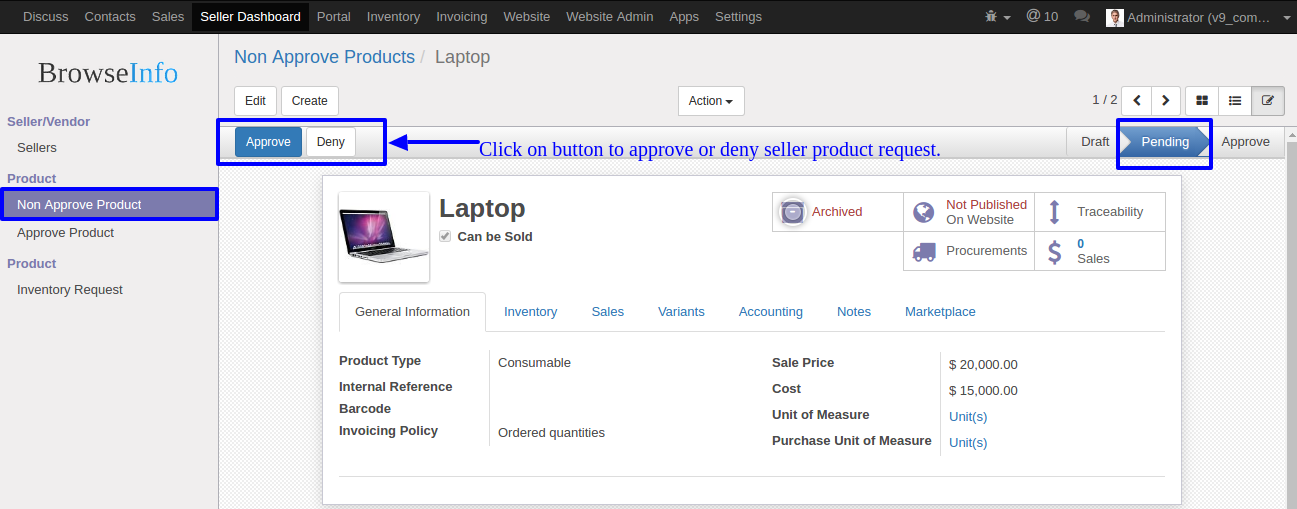 Discuss Contacts Sales Seller Dashboard Portal Inventory Invoicing Website Website Admin Apps Settings @ 10 Administrator (v9_com…
BrowseInfo
Seller/Vendor
Sellers
Product
Non Approve Product
Approve Product
Product
Inventory Request
Non Approve Products / Laptop
Edit Create Action 1 / 2
Approve Deny Click on button to approve or deny seller product request. Draft Pending Approve
Laptop
Can be Sold
Archived
Not Published
On Website
Traceability
Procurements
0
Sales
General Information Inventory Sales Variants Accounting Notes Marketplace
Product Type Consumable
Internal Reference
Barcode
Invoicing Policy Ordered quantities
Sale Price $ 20,000.00
Cost $ 15,000.00
Unit of Measure Unit(s)
Purchase Unit of Measure Unit(s)